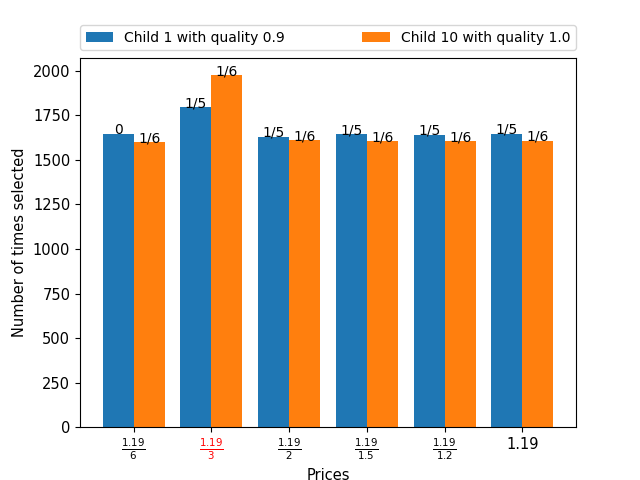 Child 1 with quality 0.9 Child 10 with quality 1.0
Number of times selected
2000
1750
1500
1250
1000
750
500
250
0
0 1/6 1/5 1/6 1/5 1/6 1/5 1/6 1/5 1/6 1/5 1/6
1.19/6 1.19/3 1.19/2 1.19/1.5 1.19/1.2 1.19
Prices